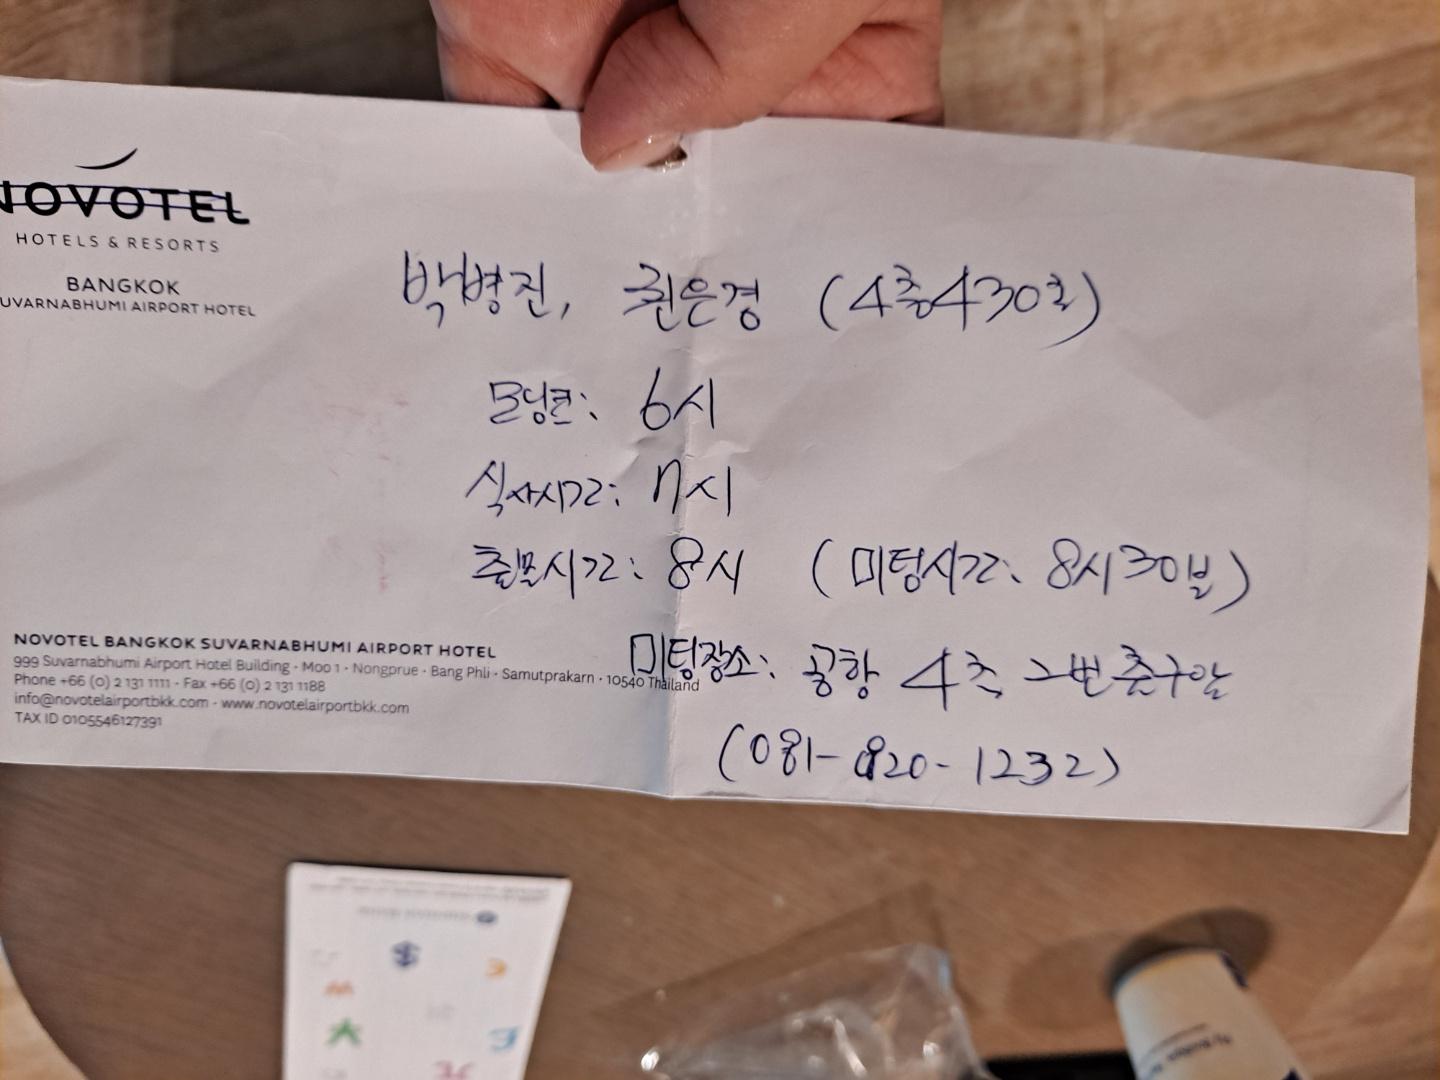 NOVOTEL
HOTELS & RESORTS
BANGKOK
UVARNABHUMI AIRPORT HOTEL
박병진, 권은경 (4층430호)
모닝콜: 6시
식사시간: 7시
출발시간: 8시 (미팅시간: 8시30분)
미팅장소: 공항 4층 2번 출구앞
(081-820-1232)
NOVOTEL BANGKOK SUVARNABHUMI AIRPORT HOTEL
999 Suvarnabhumi Airport Hotel Building · Moo 1 · Nongprue · Bang Phli · Samutprakarn · 10540 Thailand
Phone +66 (0) 2 131 1111 · Fax +66 (0) 2 131 1188
info@novotelairportbkk.com · www.novotelairportbkk.com
TAX ID 0105546127391